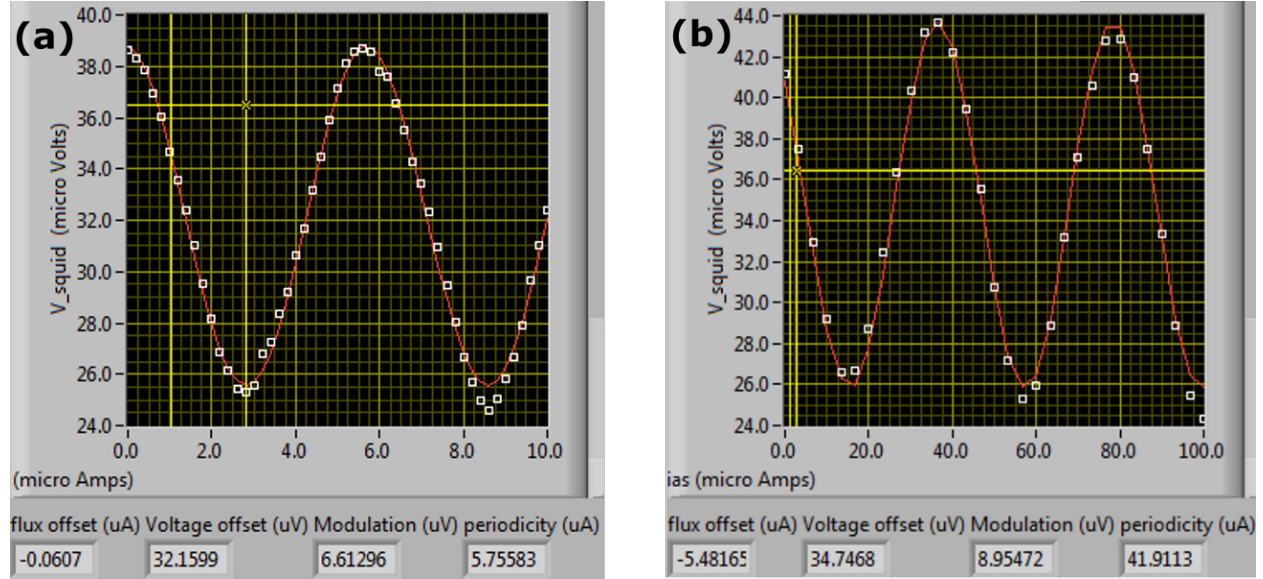 (a)
40.0
38.0
36.0
34.0
32.0
30.0
28.0
26.0
24.0
V_squid (micro Volts)
0.0 2.0 4.0 6.0 8.0 10.0
(micro Amps)
flux offset (uA) Voltage offset (uV) Modulation (uV) periodicity (uA)
-0.0607 32.1599 6.61296 5.75583
(b)
44.0
42.0
40.0
38.0
36.0
34.0
32.0
30.0
28.0
26.0
24.0
V_squid (micro Volts)
0.0 20.0 40.0 60.0 80.0 100.0
ias (micro Amps)
flux offset (uA) Voltage offset (uV) Modulation (uV) periodicity (uA)
-5.48165 34.7468 8.95472 41.9113